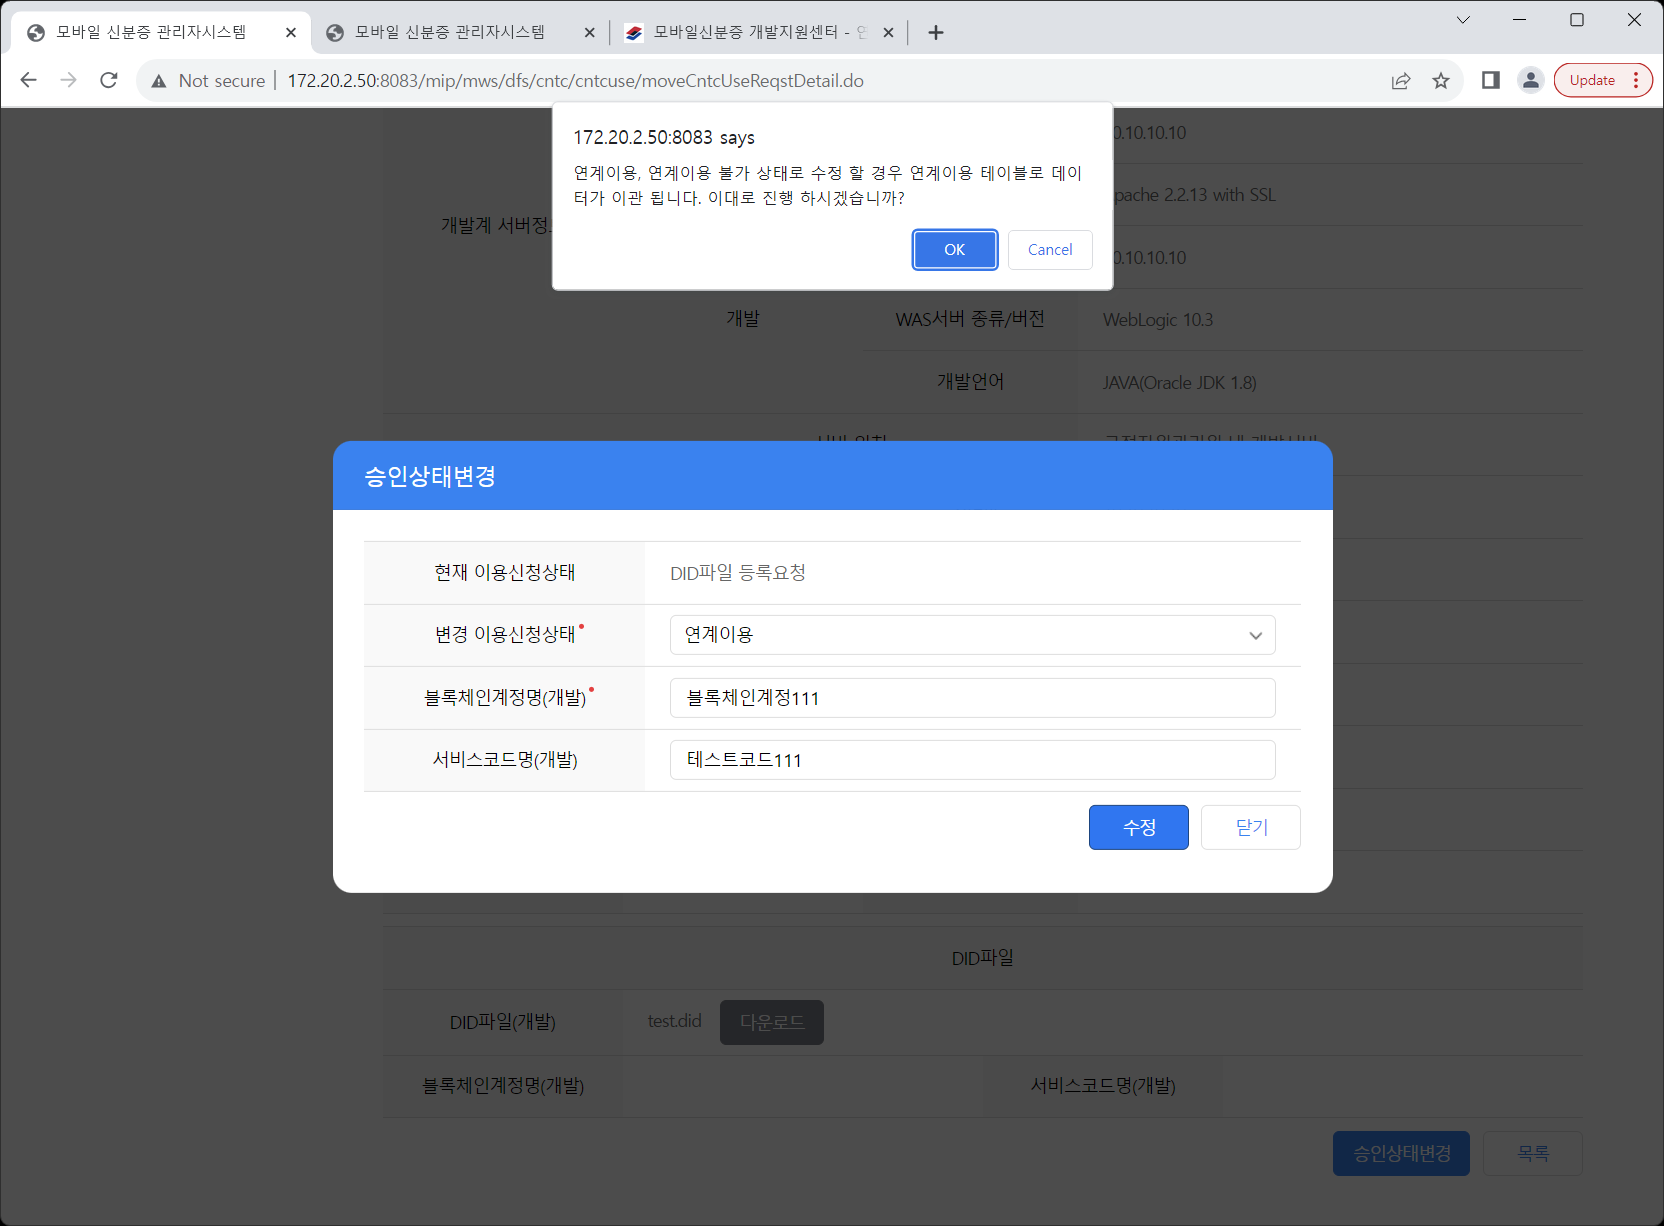 모바일 신분증 관리자시스템
모바일 신분증 관리자시스템
모바일신분증 개발지원센터 -
Not secure
172.20.2.50:8083/mip/mws/dfs/cntc/cntcuse/moveCntcUseReqstDetail.do
Update
172.20.2.50:8083 says
연계이용, 연계이용 불가 상태로 수정 할 경우 연계이용 테이블로 데이
터가 이관 됩니다. 이대로 진행 하시겠습니까?
OK
Cancel
0.10.10.10
pache 2.2.13 with SSL
개발계 서버정
0.10.10.10
개발
WAS서버 종류/버전
WebLogic 10.3
개발언어
JAVA(Oracle JDK 1.8)
승인상태변경
현재 이용신청상태
DID파일 등록요청
변경 이용신청상태
연계이용
블록체인계정명(개발)
블록체인계정111
서비스코드명(개발)
테스트코드111
수정
닫기
DID파일
DID파일(개발)
test.did
다운로드
블록체인계정명(개발)
서비스코드명(개발)
승인상태변경
목록